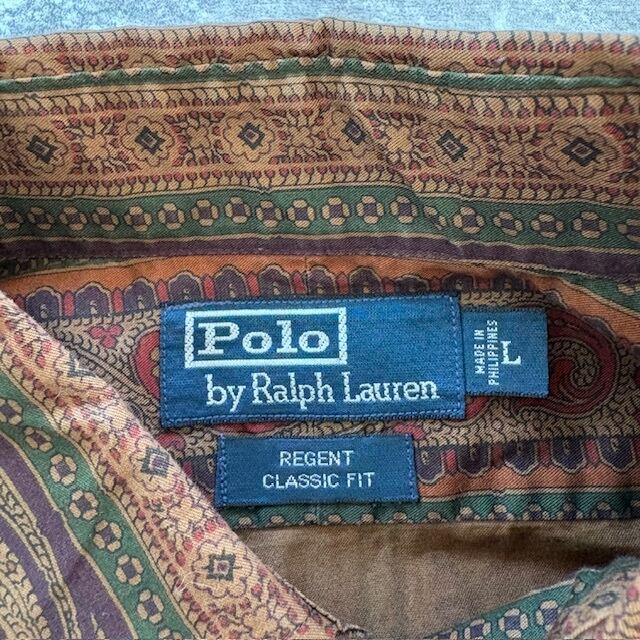 Polo
by Ralph Lauren
MADE IN
PHILIPPINES
L
REGENT
CLASSIC FIT